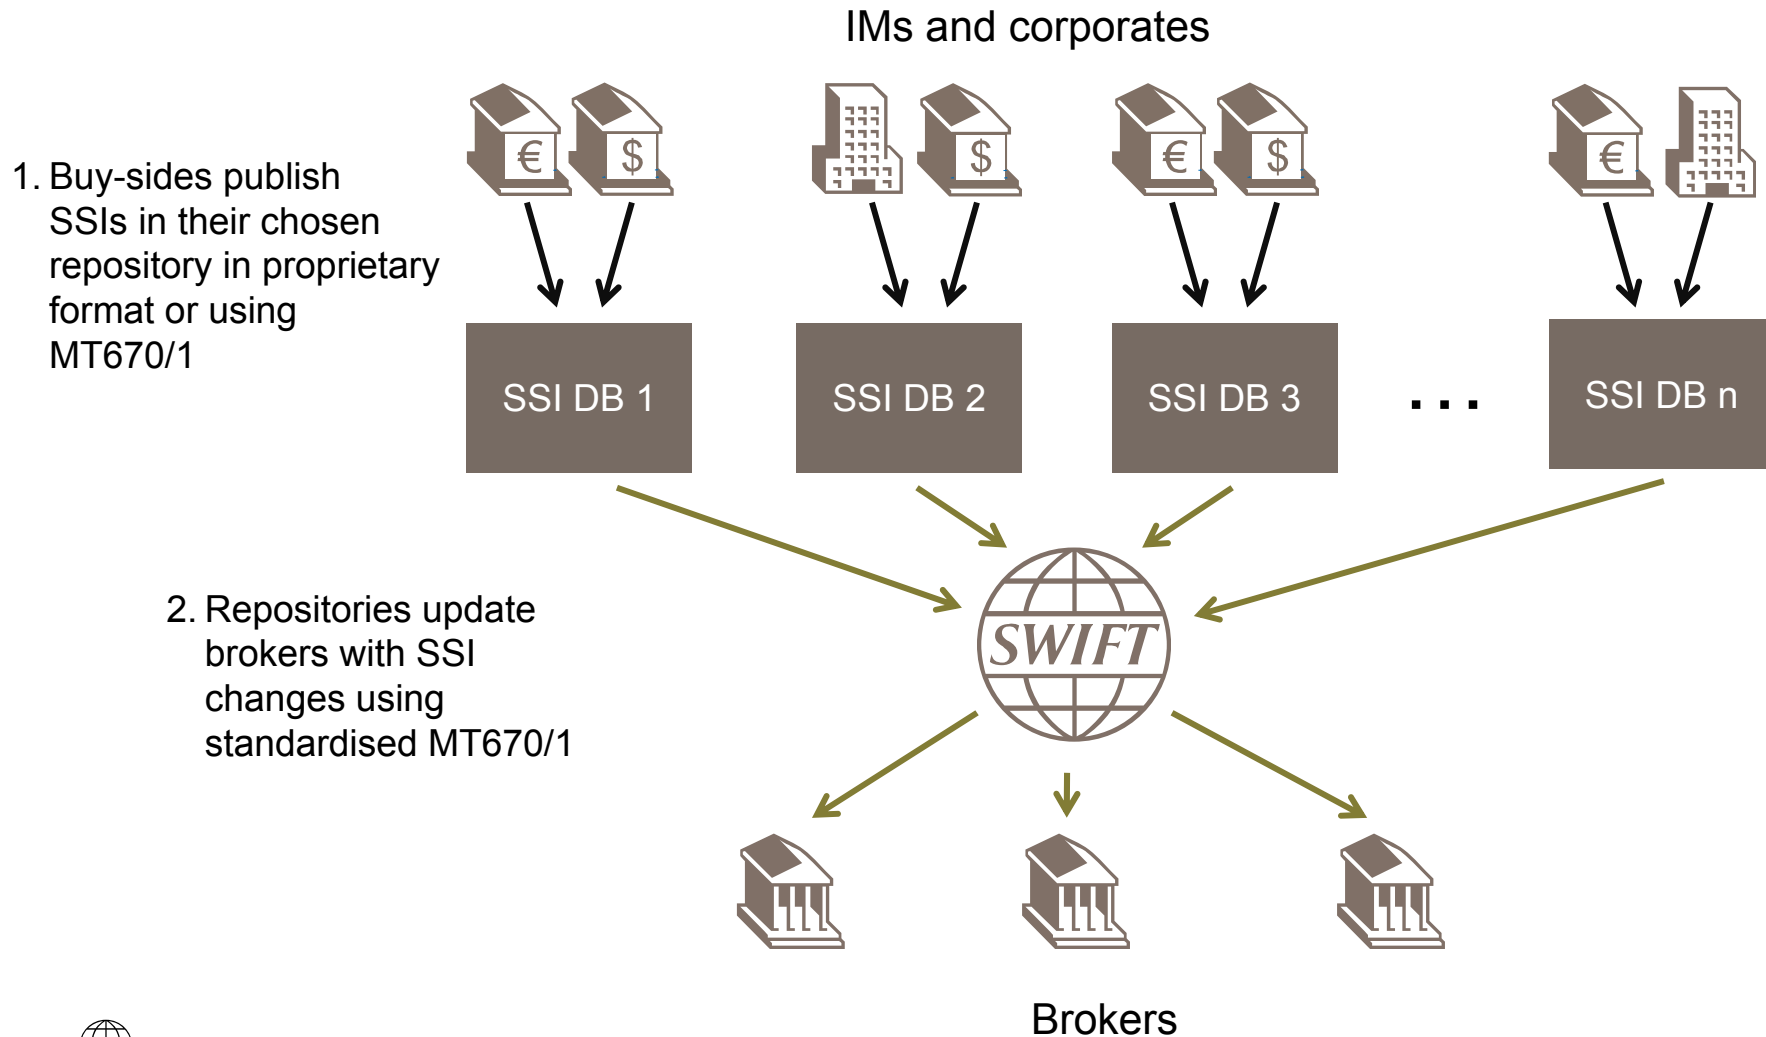 IMs and corporates
€ $ $ € $ €
1. Buy-sides publish
SSIs in their chosen
repository in proprietary
format or using
MT670/1
SSI DB 1
SSI DB 2
SSI DB 3
. . .
SSI DB n
2. Repositories update
brokers with SSI
changes using
standardised MT670/1
SWIFT
Brokers